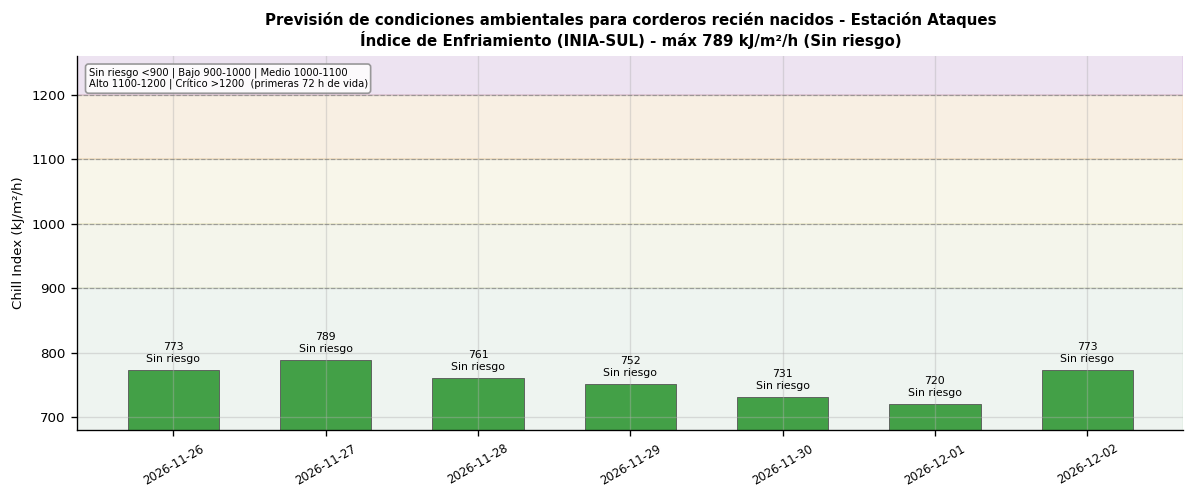 Previsión de condiciones ambientales para corderos recién nacidos - Estación Ataques
Índice de Enfriamiento (INIA-SUL) - máx 789 kJ/m²/h (Sin riesgo)
Sin riesgo <900 | Bajo 900-1000 | Medio 1000-1100
Alto 1100-1200 | Crítico >1200  (primeras 72 h de vida)
Chill Index (kJ/m²/h)
1200
1100
1000
900
800
700
773
Sin riesgo
789
Sin riesgo
761
Sin riesgo
752
Sin riesgo
731
Sin riesgo
720
Sin riesgo
773
Sin riesgo
2026-11-26
2026-11-27
2026-11-28
2026-11-29
2026-11-30
2026-12-01
2026-12-02